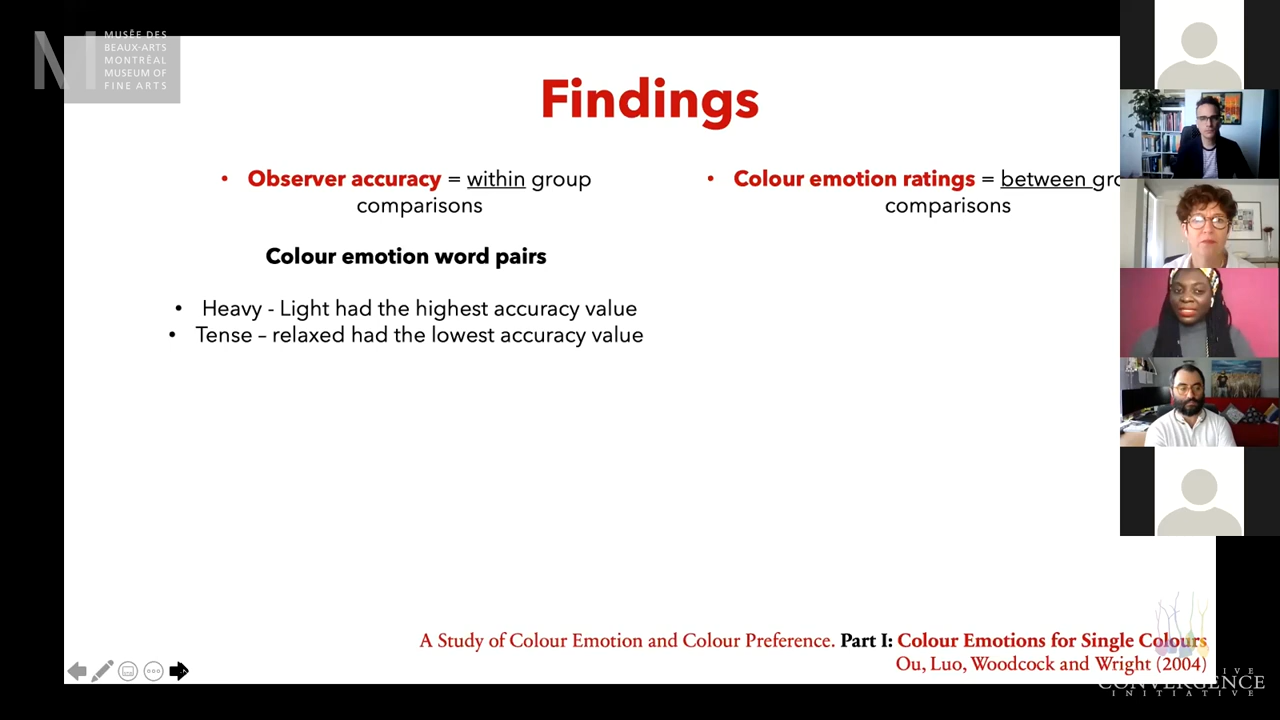 MUSÉE DES
BEAUX-ARTS
MONTRÉAL
MUSEUM OF
FINE ARTS
M
Findings
• Observer accuracy = within group
comparisons
Colour emotion word pairs
• Heavy - Light had the highest accuracy value
• Tense – relaxed had the lowest accuracy value
• Colour emotion ratings = between gro
comparisons
A Study of Colour Emotion and Colour Preference. Part I: Colour Emotions for Single Colours
Ou, Luo, Woodcock and Wright (2004)
CONVERGENCE
INITIATIVE